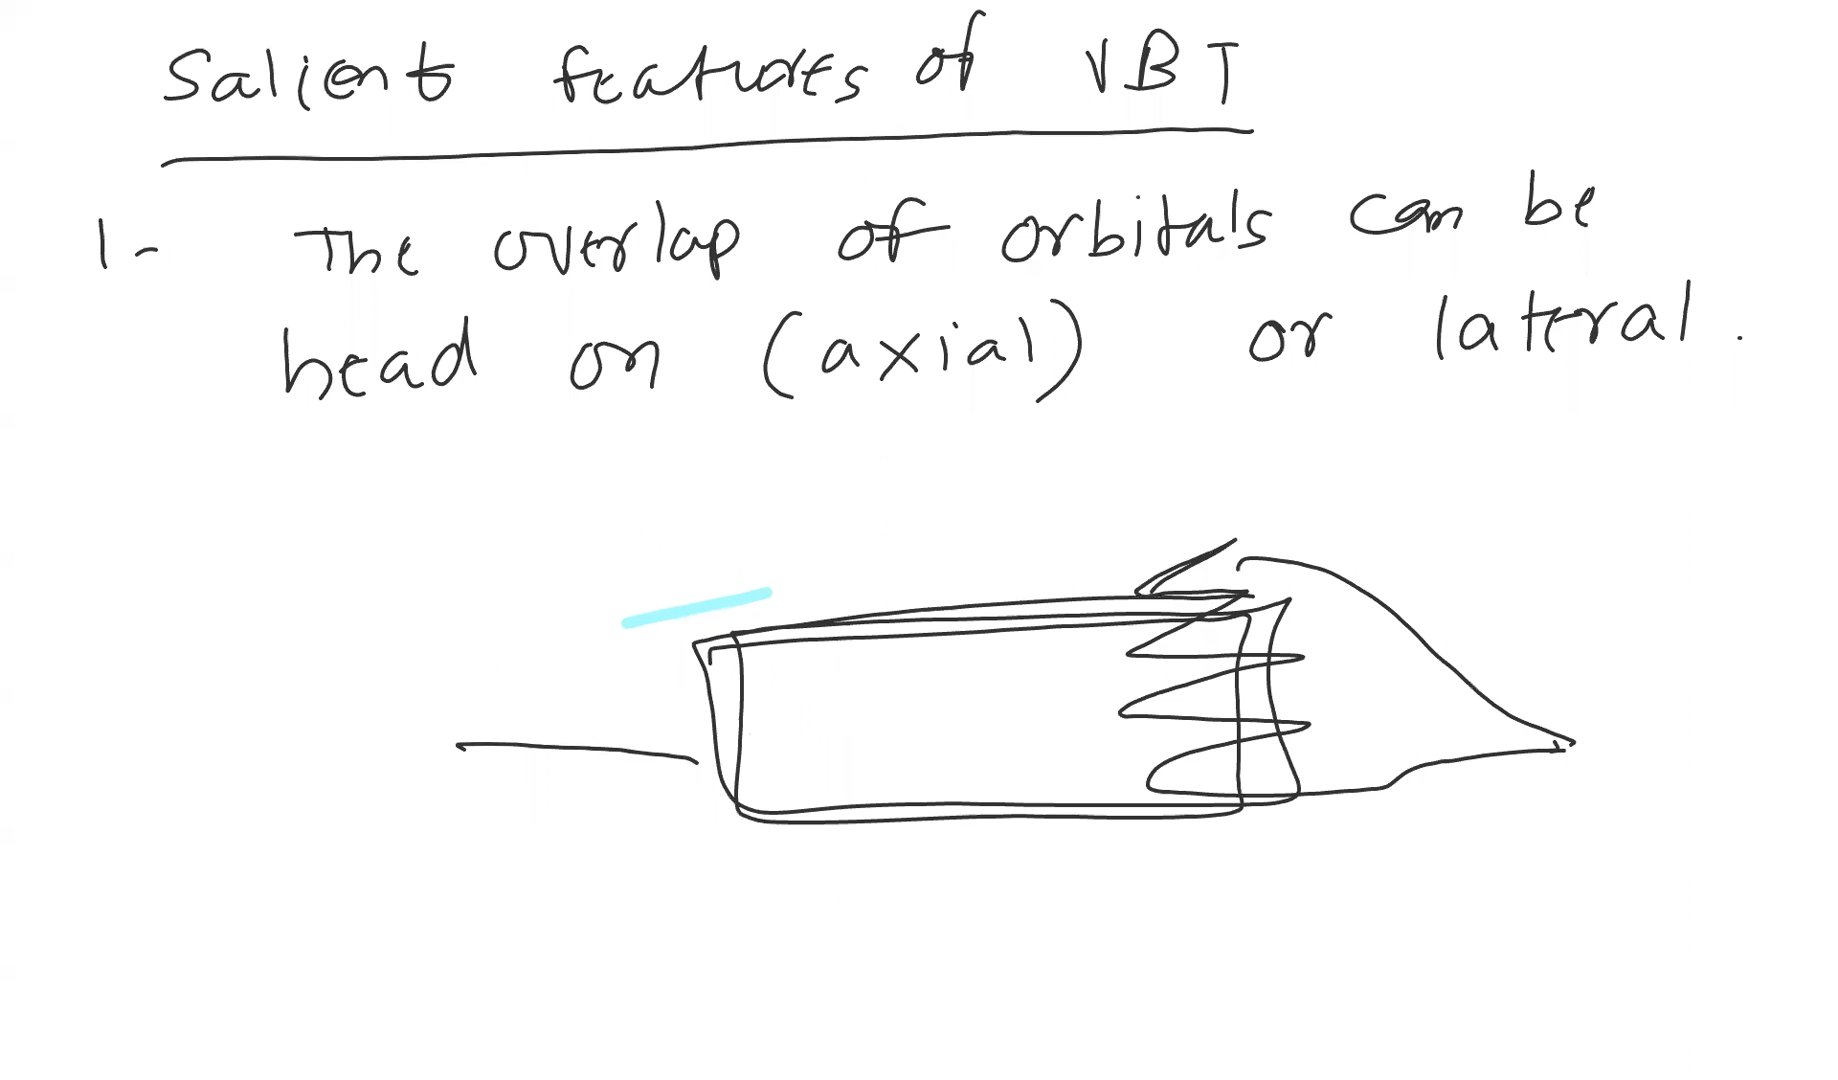 Salient features of VBT
1- The overlap of orbitals can be
head on (axial) or lateral.